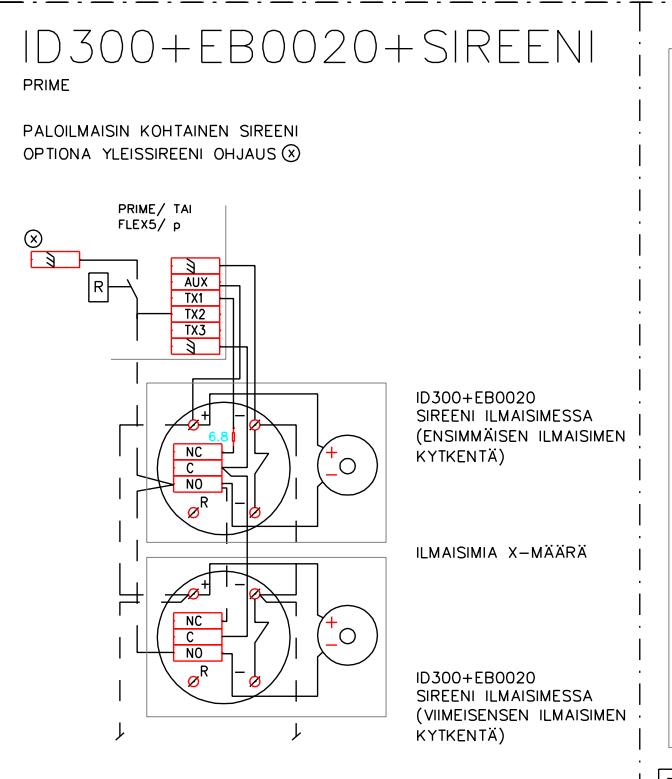 ID300+EB0020+SIREENI
PRIME
PALOILMAISIN KOHTAINEN SIREENI
OPTIONA YLEISSIREENI OHJAUS Ⓧ
PRIME/ TAI
FLEX5/ p
Ⓧ
R
AUX
TX1
TX2
TX3
ID300+EB0020
SIREENI ILMAISIMESSA
(ENSIMMÄISEN ILMAISIMEN
KYTKENTÄ)
+ −
6.8
NC
C
NO
R −
+
−
ILMAISIMIA X−MÄÄRÄ
+ −
NC
C
NO
R −
+
−
ID300+EB0020
SIREENI ILMAISIMESSA
(VIIMEISENSEN ILMAISIMEN
KYTKENTÄ)